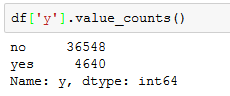 df['y'].value_counts()
no     36548
yes     4640
Name: y, dtype: int64